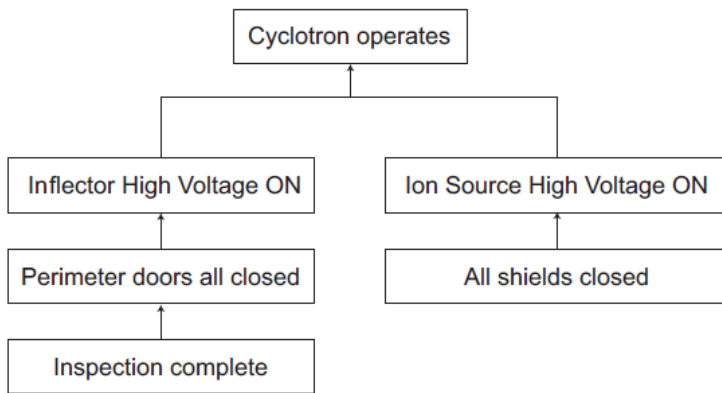 Cyclotron operates
Inflector High Voltage ON
Ion Source High Voltage ON
Perimeter doors all closed
All shields closed
Inspection complete